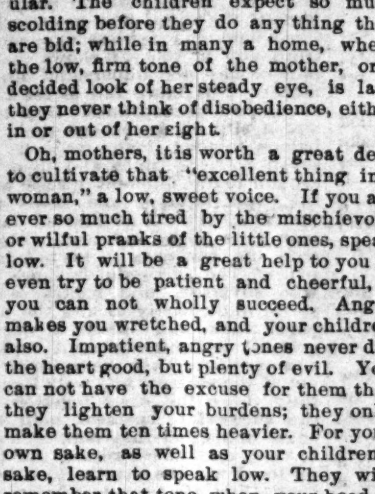 ular. The children expect so mu
scolding before they do any thing th
are bid; while in many a home, whe
the low, firm tone of the mother, or
decided look of her steady eye, is la
they never think of disobedience, eith
in or out of her sight.
Oh, mothers, it is worth a great de
to cultivate that "excellent thing in
woman," a low, sweet voice. If you a
ever so much tired by the mischievo
or wilful pranks of the little ones, spea
low. It will be a great help to you
even try to be patient and cheerful,
you can not wholly succeed. Ang
makes you wretched, and your childre
also. Impatient, angry tones never d
the heart good, but plenty of evil. Yo
can not have the excuse for them th
they lighten your burdens; they onl
make them ten times heavier. For you
own sake, as well as your children
sake, learn to speak low. They wi
remember that tone when your head